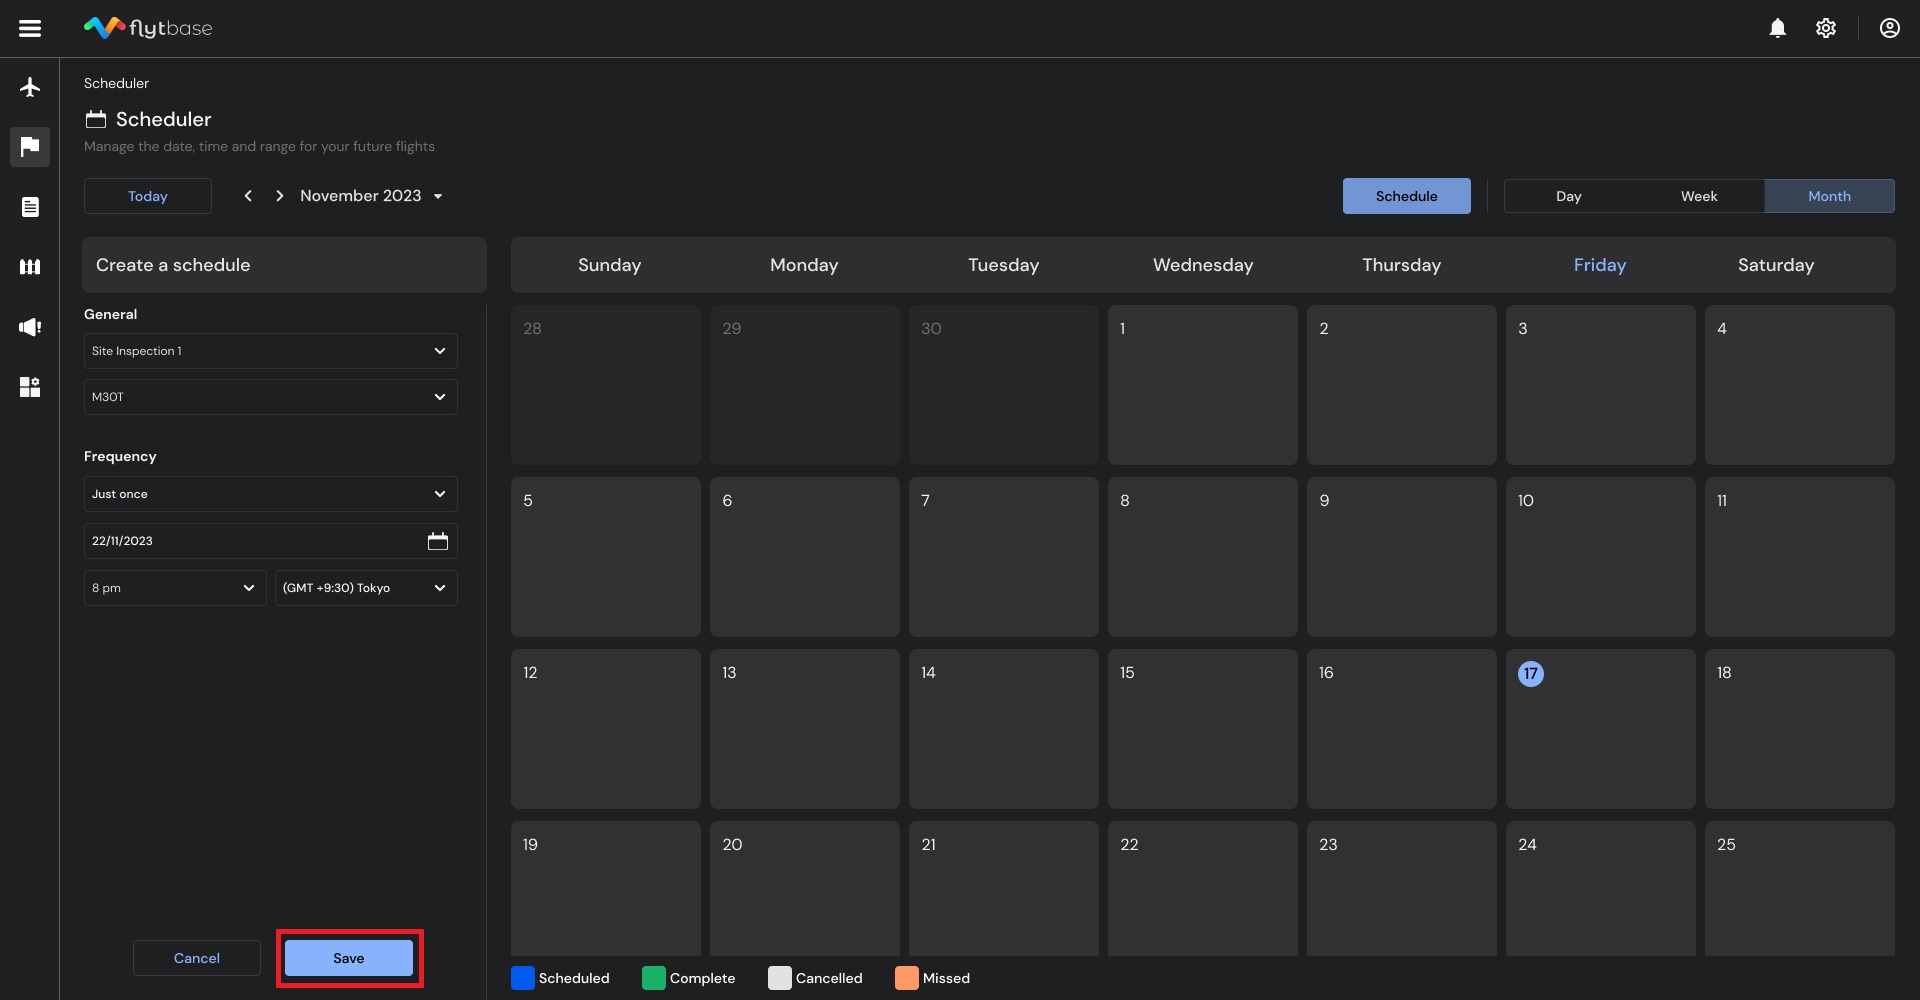 flytbase
Scheduler
Scheduler
Manage the date, time and range for your future flights
Today
November 2023
Schedule
Day
Week
Month
Create a schedule
General
Site Inspection 1
M30T
Frequency
Just once
22/11/2023
8 pm
(GMT +9:30) Tokyo
Cancel
Save
Sunday Monday Tuesday Wednesday Thursday Friday Saturday
28 29 30 1 2 3 4
5 6 7 8 9 10 11
12 13 14 15 16 17 18
19 20 21 22 23 24 25
Scheduled Complete Cancelled Missed